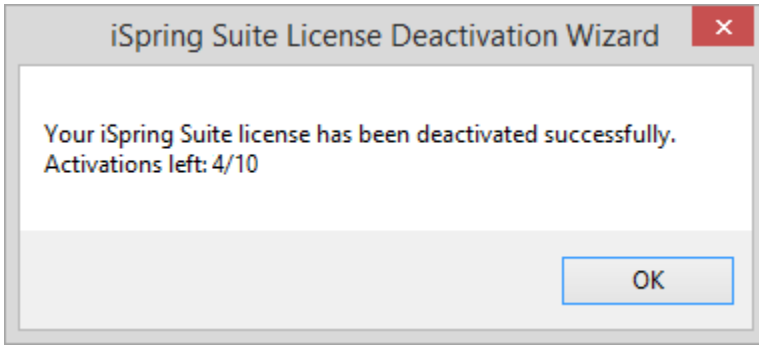 iSpring Suite License Deactivation Wizard
Your iSpring Suite license has been deactivated successfully.
Activations left: 4/10
OK